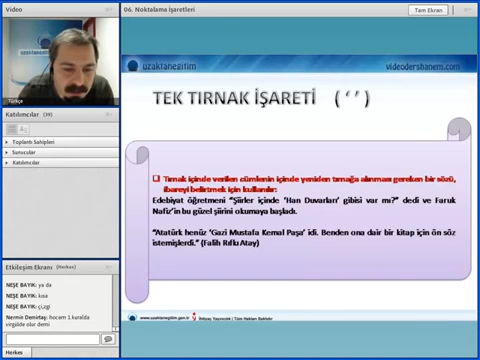 Video
06. Noktalama İşaretleri
Tam Ekran
Türkçe
Katılımcılar (39)
Toplantı Sahipleri
Sunucular
Katılımcılar
Etkileşim Ekranı (Herkes)
NEŞE BAYIK: ya da
NEŞE BAYIK: kısa
NEŞE BAYIK: çizgi
Nermin Demirtaş: hocam 1.kuralda
virgülde olur demi
Herkes
uzaktanegitim
videodershanem.com
TEK TIRNAK İŞARETİ ( ‘ ’ )
Tırnak içinde verilen cümlenin içinde yeniden tırnağa alınması gereken bir sözü,
ibareyi belirtmek için kullanılır:
Edebiyat öğretmeni “Şiirler içinde ‘Han Duvarları’ gibisi var mı?” dedi ve Faruk
Nafiz’in bu güzel şiirini okumaya başladı.
“Atatürk henüz ‘Gazi Mustafa Kemal Paşa’ idi. Benden ona dair bir kitap için ön söz
istemişlerdi.” (Falih Rıfkı Atay)
www.uzaktanegitim.gen.tr
İhtiyaç Yayıncılık | Tüm Hakları Saklıdır